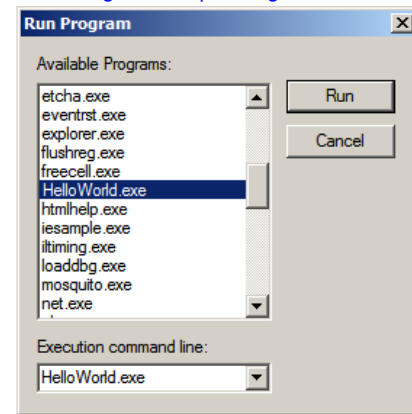 Run Program
Available Programs:
etcha.exe
eventrst.exe
explorer.exe
flushreg.exe
freecell.exe
HelloWorld.exe
htmlhelp.exe
iesample.exe
iltiming.exe
loaddbg.exe
mosquito.exe
net.exe
Run
Cancel
Execution command line:
HelloWorld.exe